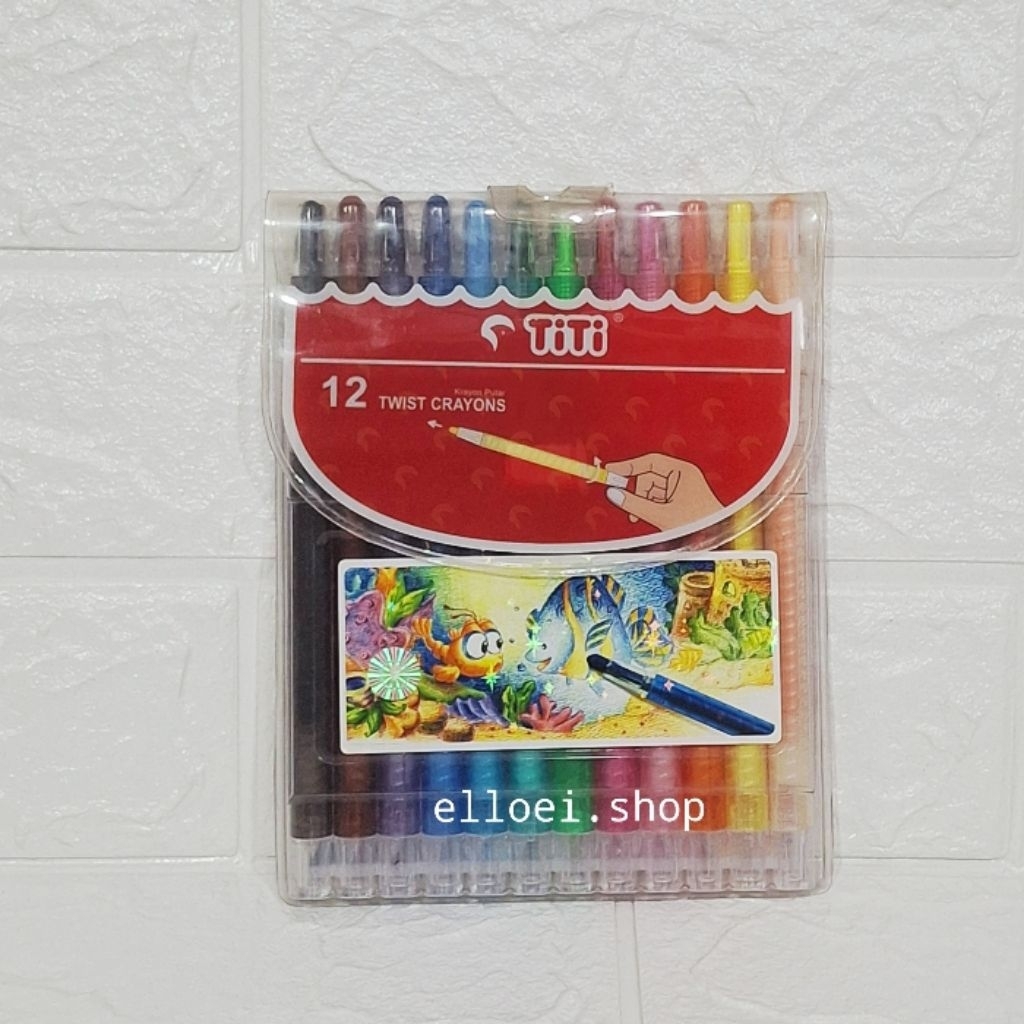 TiTi®
12 Krayon Putar
TWIST CRAYONS
elloei.shop